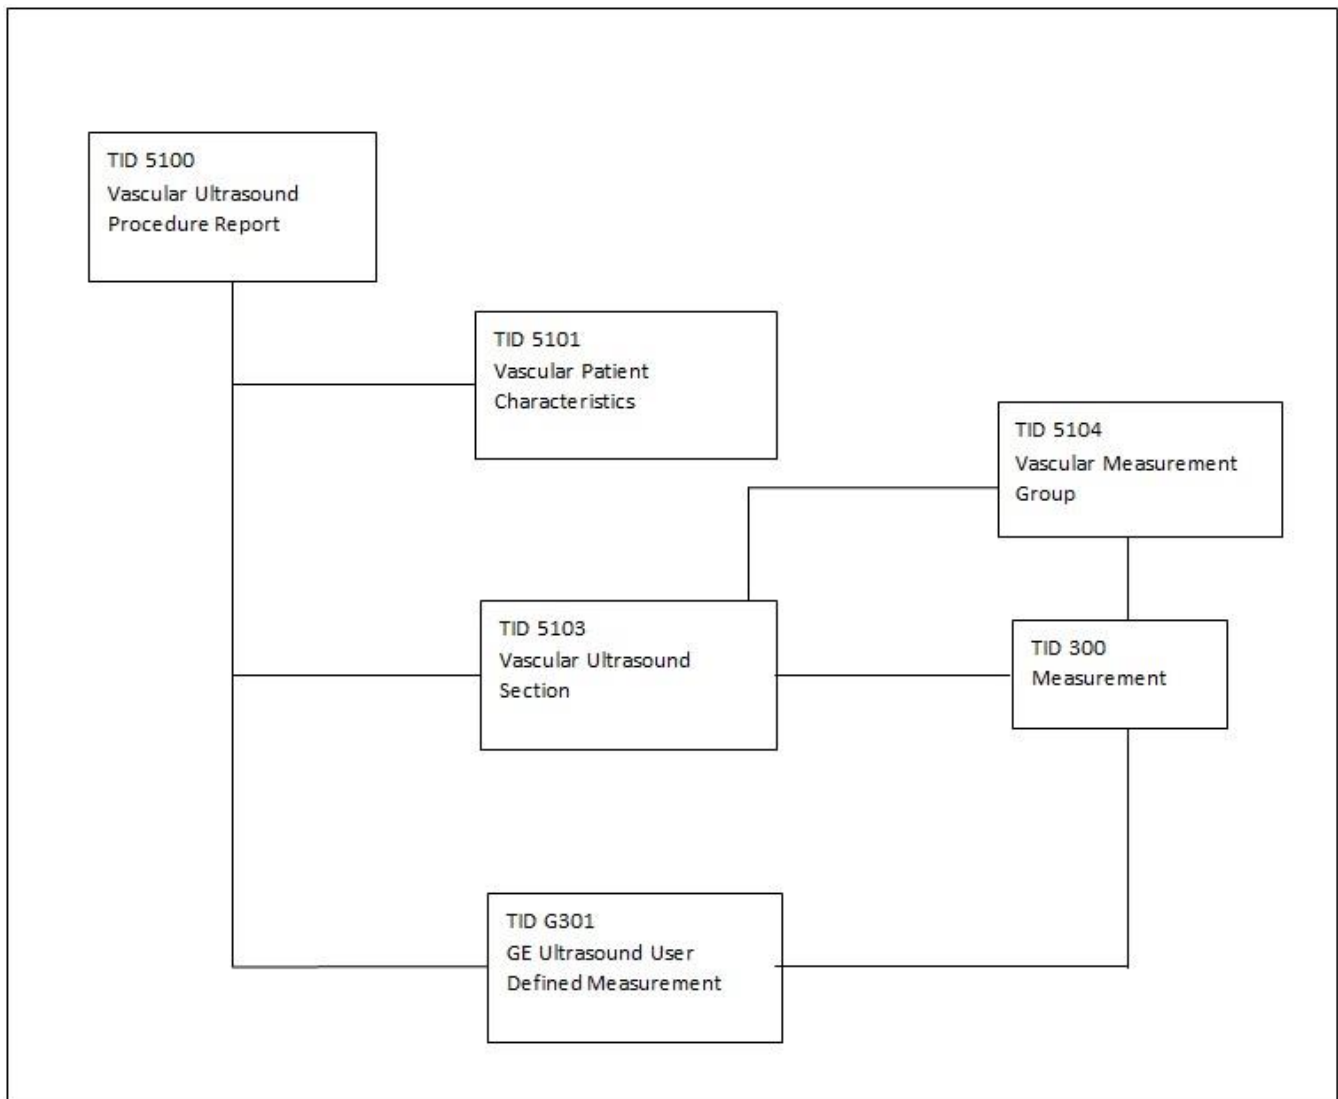 TID 5100
Vascular Ultrasound
Procedure Report
TID 5101
Vascular Patient
Characteristics
TID 5104
Vascular Measurement
Group
TID 5103
Vascular Ultrasound
Section
TID 300
Measurement
TID G301
GE Ultrasound User
Defined Measurement